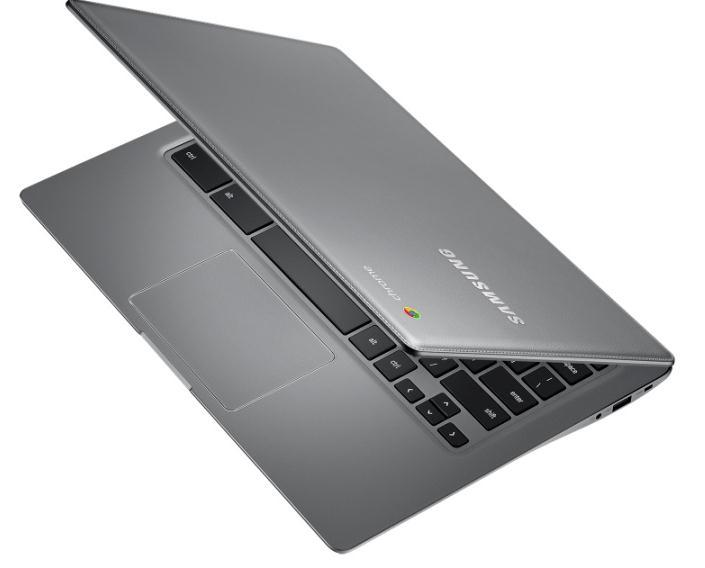 SAMSUNG
chrome
ctrl
alt
alt
ctrl
enter
shift